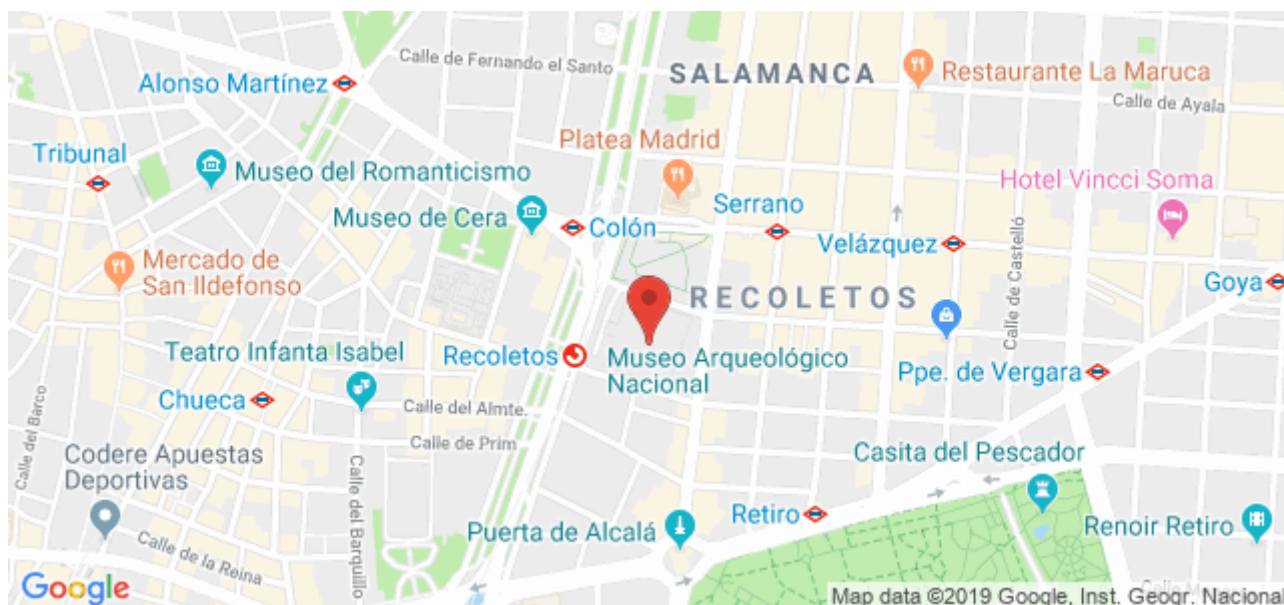 Calle de Fernando el Santo
SALAMANCA
Restaurante La Maruca
Alonso Martínez
Calle de Ayala
Platea Madrid
Tribunal
Museo del Romanticismo
Hotel Vincci Soma
Museo de Cera
Colón
Serrano
Velázquez
Mercado de
San Ildefonso
Goya
RECOLETOS
Calle de Castelló
Teatro Infanta Isabel
Recoletos
Museo Arqueológico
Nacional
Ppe. de Vergara
Chueca
Calle del Almte.
Calle del Barco
Calle de Prim
Codere Apuestas
Deportivas
Casita del Pescador
Calle del Barquillo
Puerta de Alcalá
Retiro
Renoir Retiro
Calle de la Reina
Google
Map data ©2019 Google, Inst. Geogr. Naciona